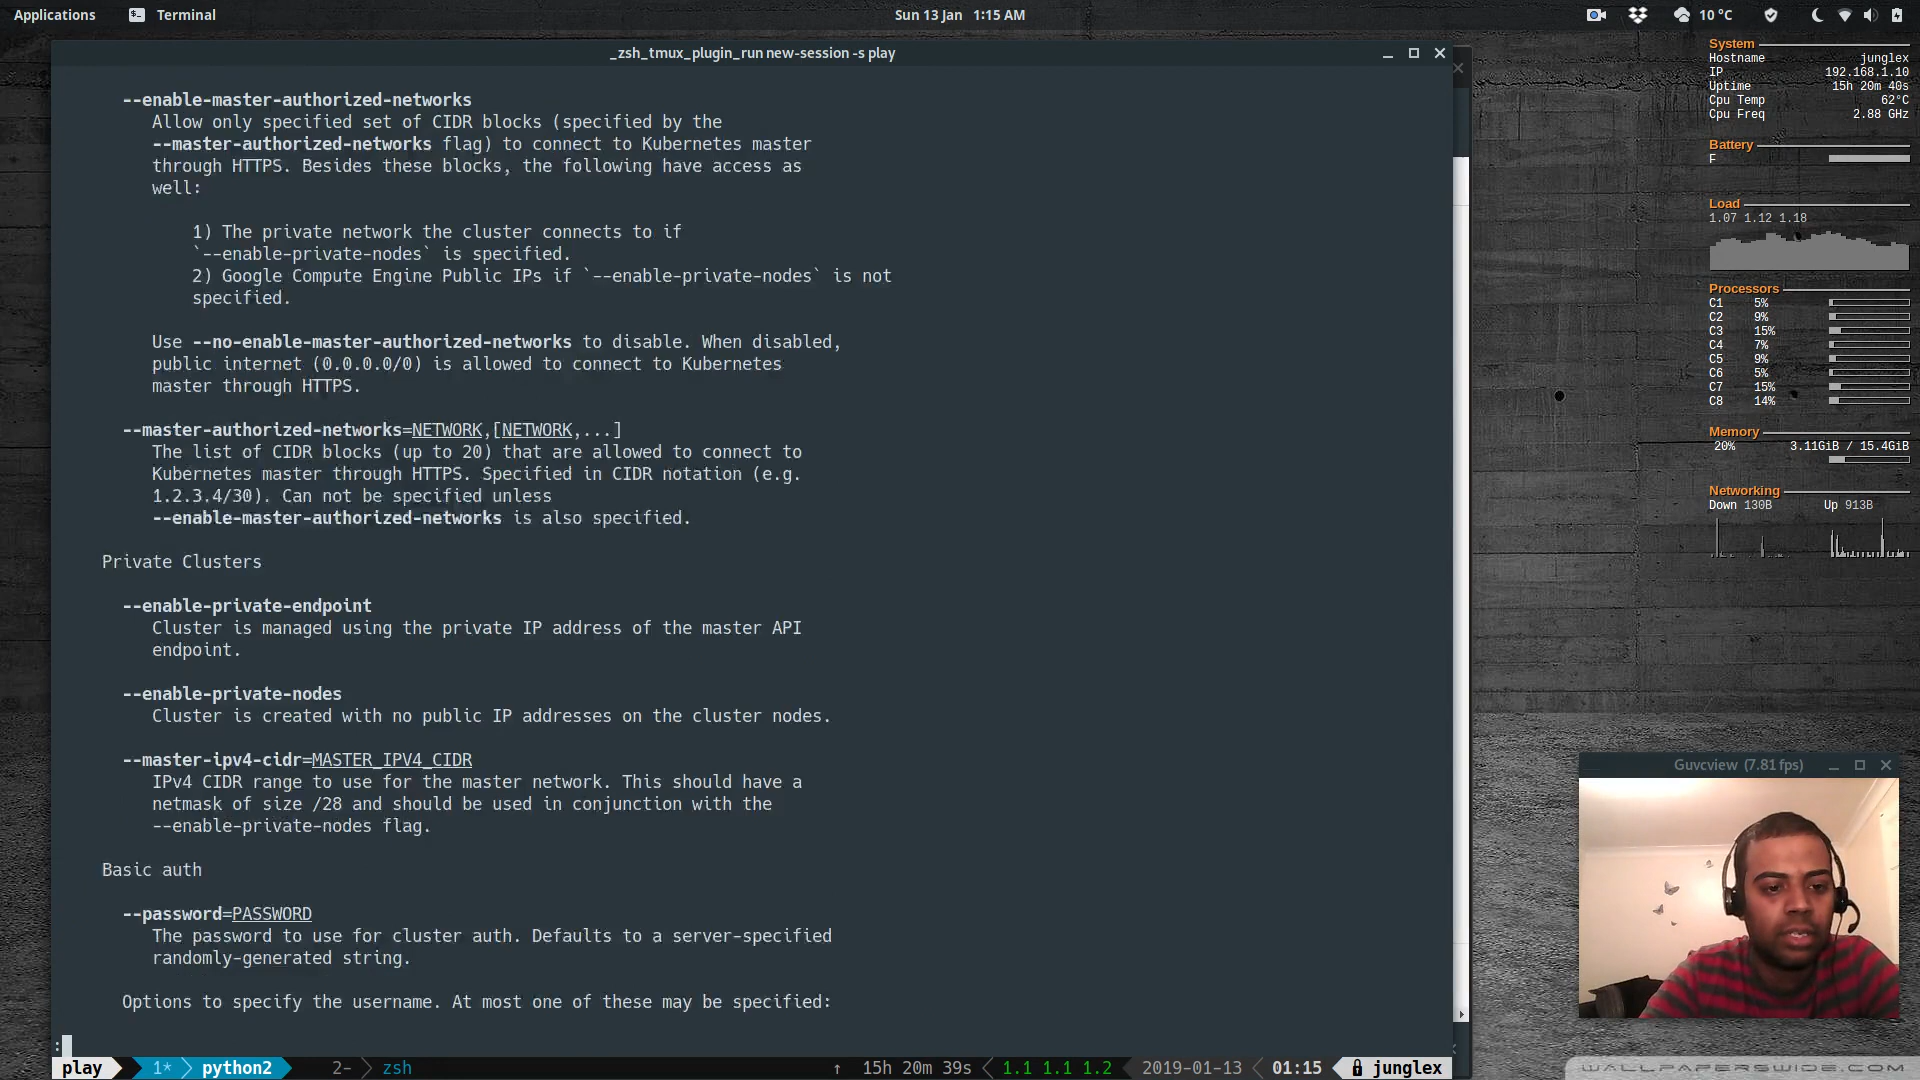 Applications
Terminal
Sun 13 Jan 1:15 AM
10 °C
_zsh_tmux_plugin_run new-session -s play
--enable-master-authorized-networks
Allow only specified set of CIDR blocks (specified by the
--master-authorized-networks flag) to connect to Kubernetes master
through HTTPS. Besides these blocks, the following have access as
well:
1) The private network the cluster connects to if
`--enable-private-nodes` is specified.
2) Google Compute Engine Public IPs if `--enable-private-nodes` is not
specified.
Use --no-enable-master-authorized-networks to disable. When disabled,
public internet (0.0.0.0/0) is allowed to connect to Kubernetes
master through HTTPS.
--master-authorized-networks=NETWORK,[NETWORK,...]
The list of CIDR blocks (up to 20) that are allowed to connect to
Kubernetes master through HTTPS. Specified in CIDR notation (e.g.
1.2.3.4/30). Can not be specified unless
--enable-master-authorized-networks is also specified.
Private Clusters
--enable-private-endpoint
Cluster is managed using the private IP address of the master API
endpoint.
--enable-private-nodes
Cluster is created with no public IP addresses on the cluster nodes.
--master-ipv4-cidr=MASTER_IPV4_CIDR
IPv4 CIDR range to use for the master network. This should have a
netmask of size /28 and should be used in conjunction with the
--enable-private-nodes flag.
Basic auth
--password=PASSWORD
The password to use for cluster auth. Defaults to a server-specified
randomly-generated string.
Options to specify the username. At most one of these may be specified:
:
play 1* python2 2- zsh ↑ 15h 20m 39s 1.1 1.1 1.2 2019-01-13 01:15 junglex
System
Hostname junglex
IP 192.168.1.10
Uptime 15h 20m 40s
Cpu Temp 62°C
Cpu Freq 2.88 GHz
Battery
F
Load
1.07 1.12 1.18
Processors
C1 5%
C2 9%
C3 15%
C4 7%
C5 9%
C6 5%
C7 15%
C8 14%
Memory
20% 3.11GiB / 15.4GiB
Networking
Down 130B Up 913B
Guvcview (7.81 fps)
WALLPAPERSWIDE.COM